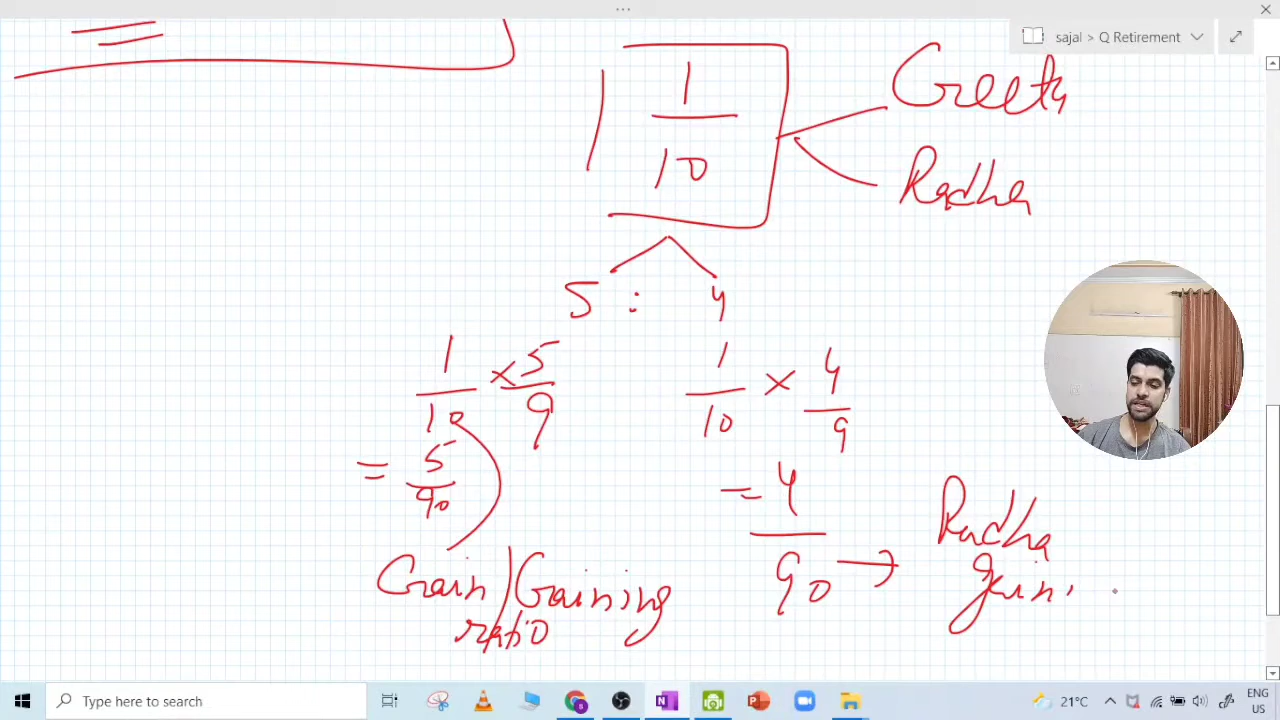 sajal > Q Retirement
1
10
Geeta
Radha
5 : 4
1/10 × 5/9
1/10 × 4/9
= 5/90
= 4/90 →
Radha
gain.
Gain/Gaining
ratio
Type here to search
21°C
ENG
US